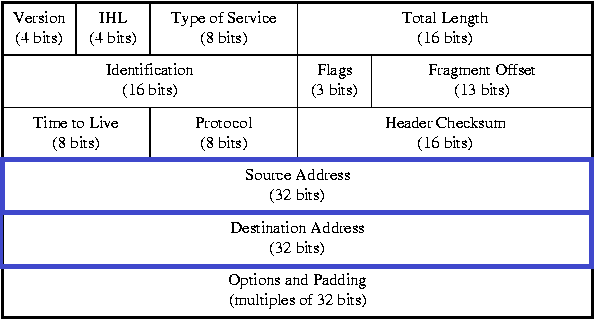 Version
(4 bits)
IHL
(4 bits)
Type of Service
(8 bits)
Total Length
(16 bits)
Identification
(16 bits)
Flags
(3 bits)
Fragment Offset
(13 bits)
Time to Live
(8 bits)
Protocol
(8 bits)
Header Checksum
(16 bits)
Source Address
(32 bits)
Destination Address
(32 bits)
Options and Padding
(multiples of 32 bits)